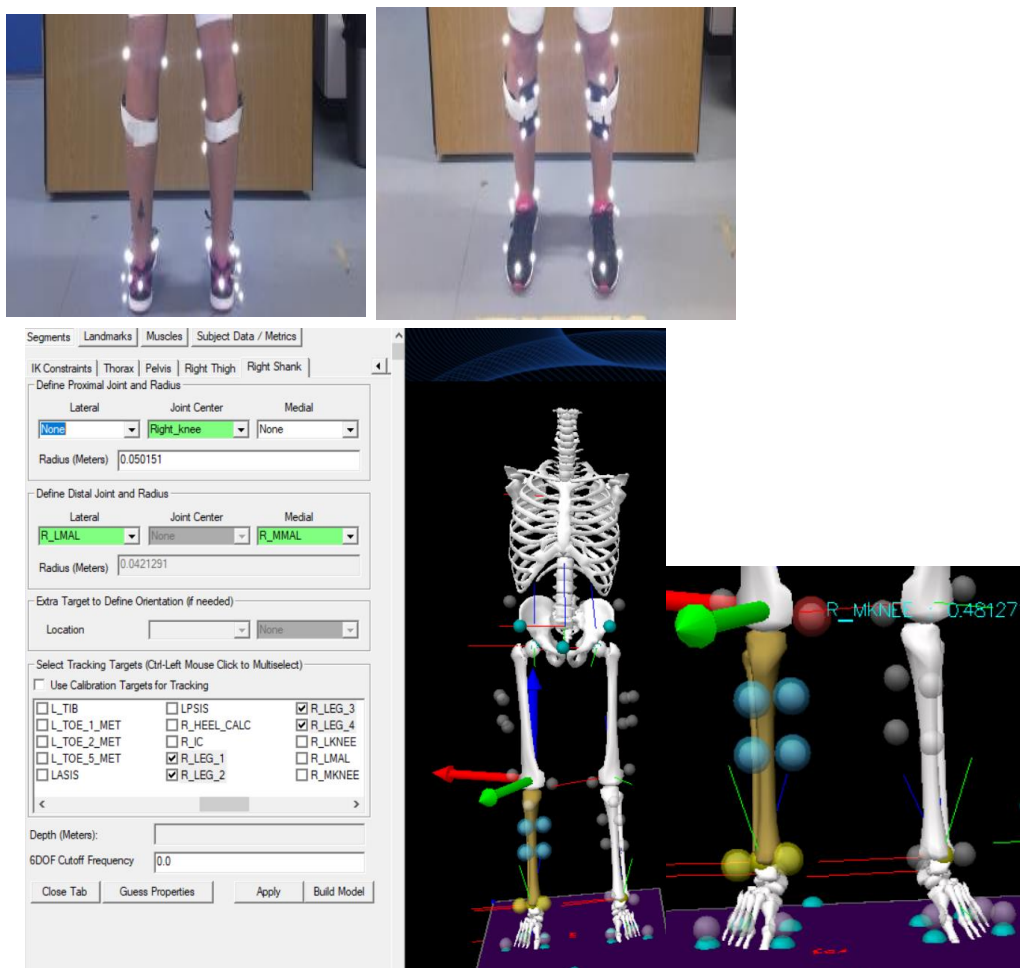 Segments Landmarks Muscles Subject Data / Metrics
IK Constraints Thorax Pelvis Right Thigh Right Shank
Define Proximal Joint and Radius
Lateral Joint Center Medial
None Right_knee None
Radius (Meters) 0.050151
Define Distal Joint and Radius
Lateral Joint Center Medial
R_LMAL None R_MMAL
Radius (Meters) 0.0421291
Extra Target to Define Orientation (if needed)
Location None
Select Tracking Targets (Ctrl-Left Mouse Click to Multiselect)
Use Calibration Targets for Tracking
L_TIB LPSIS R_LEG_3
L_TOE_1_MET R_HEEL_CALC R_LEG_4
L_TOE_2_MET R_IC R_LKNEE
L_TOE_5_MET R_LEG_1 R_LMAL
LASIS R_LEG_2 R_MKNEE
Depth (Meters):
6DOF Cutoff Frequency 0.0
Close Tab Guess Properties Apply Build Model
R_MKNEE : 0.48127